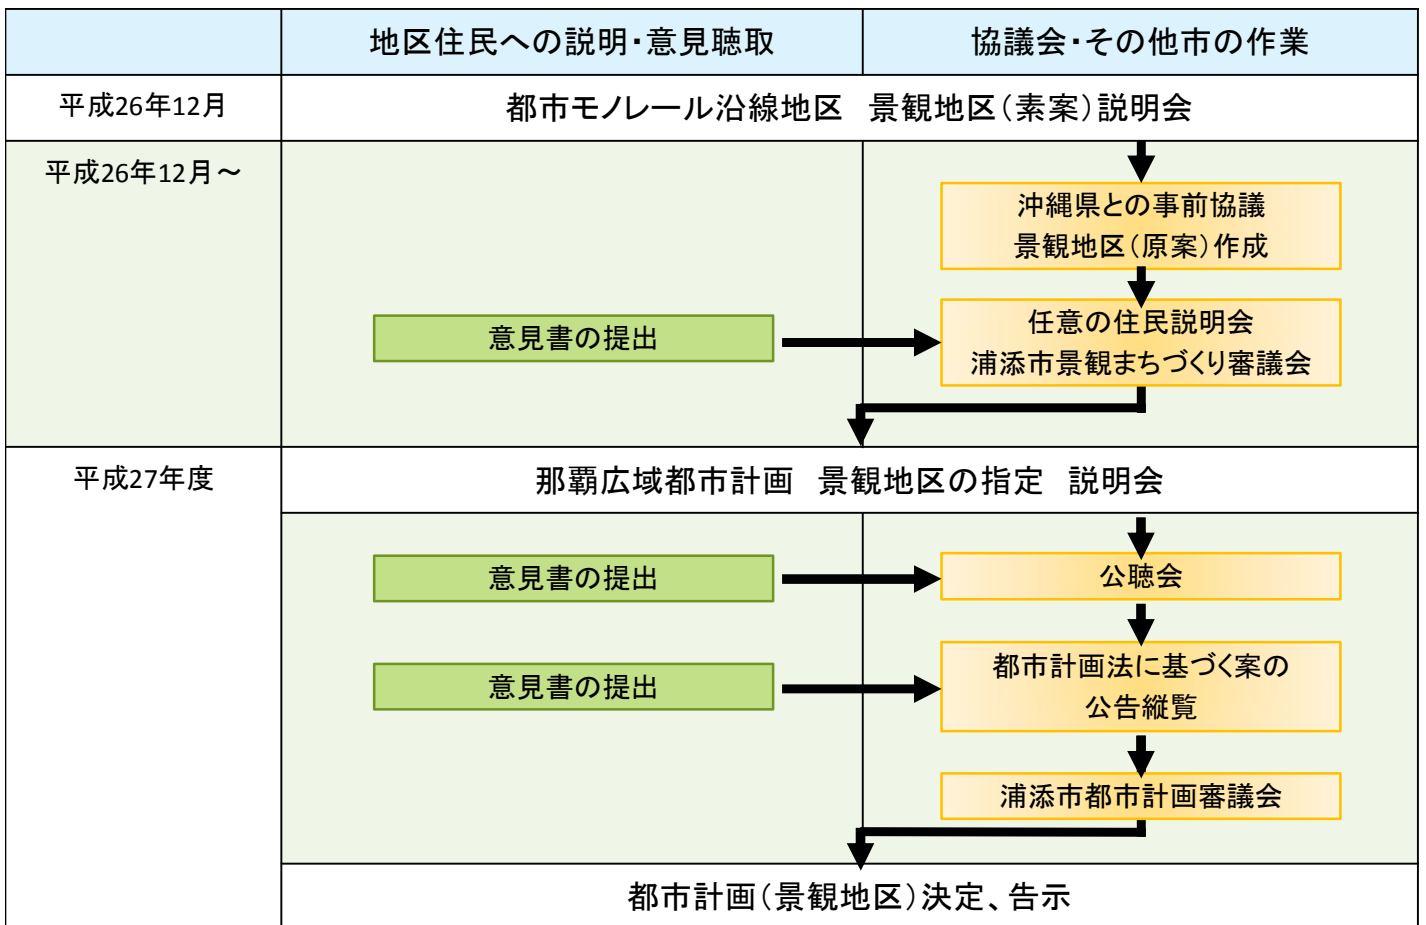 地区住民への説明・意見聴取
協議会・その他市の作業
平成26年12月
都市モノレール沿線地区　景観地区（素案）説明会
平成26年12月～
沖縄県との事前協議
景観地区（原案）作成
意見書の提出
任意の住民説明会
浦添市景観まちづくり審議会
平成27年度
那覇広域都市計画　景観地区の指定　説明会
意見書の提出
公聴会
意見書の提出
都市計画法に基づく案の
公告縦覧
浦添市都市計画審議会
都市計画（景観地区）決定、告示